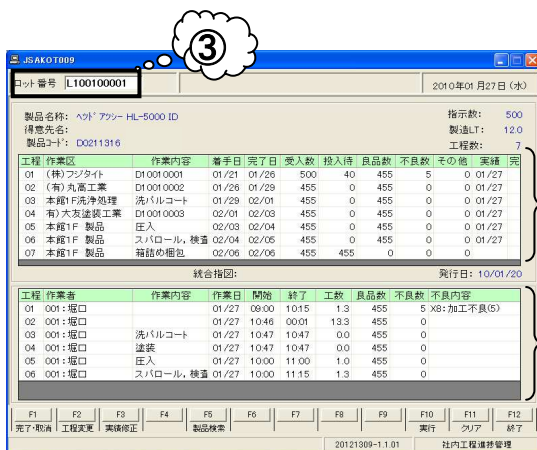 ③
JSAKOT009
ロット番号 L100100001 2010年01月27日 (水)
製品名称: ヘッド アッシー HL-5000 ID 指示数: 500
得意先名: 製造LT: 12.0
製品コード: D0211316 工程数: 7
工程 作業区 作業内容 着手日 完了日 受入数 投入待 良品数 不良数 その他 実績 完
01 (株)フジタイト D10010001 01/21 01/26 500 40 455 5 0 01/27
02 (有)丸高工業 D10010002 01/26 01/29 455 0 455 0 0 01/27
03 本館1F洗浄処理 洗バルコート 01/29 02/01 455 0 455 0 0 01/27
04 有)大友塗装工業 D10010003 02/01 02/03 455 0 455 0 0 01/27
05 本館1F 製品 圧入 02/03 02/04 455 0 455 0 0 01/27
06 本館1F 製品 スパロール,検査 02/04 02/05 455 0 455 0 0 01/27
07 本館1F 製品 箱詰め梱包 02/06 02/06 455 455 0 0 0
統合指図: 発行日: 10/01/20
工程 作業者 作業内容 作業日 開始 終了 工数 良品数 不良数 不良内容
01 001:堀口 01/27 09:00 10:15 1.3 455 5 X8:加工不良(5)
02 001:堀口 01/27 10:46 00:01 13.3 455 0
03 001:堀口 洗バルコート 01/27 10:47 10:47 0.0 455 0
04 001:堀口 塗装 01/27 10:47 10:47 0.0 455 0
05 001:堀口 圧入 01/27 10:00 11:00 1.0 455 0
06 001:堀口 スパロール,検査 01/27 10:00 11:15 1.3 455 0
F1 F2 F3 F4 F5 F6 F7 F8 F9 F10 F11 F12
完了・取消 工程変更 実績修正 製品検索 実行 クリア 終了
20121309-1.1.01 社内工程進捗管理